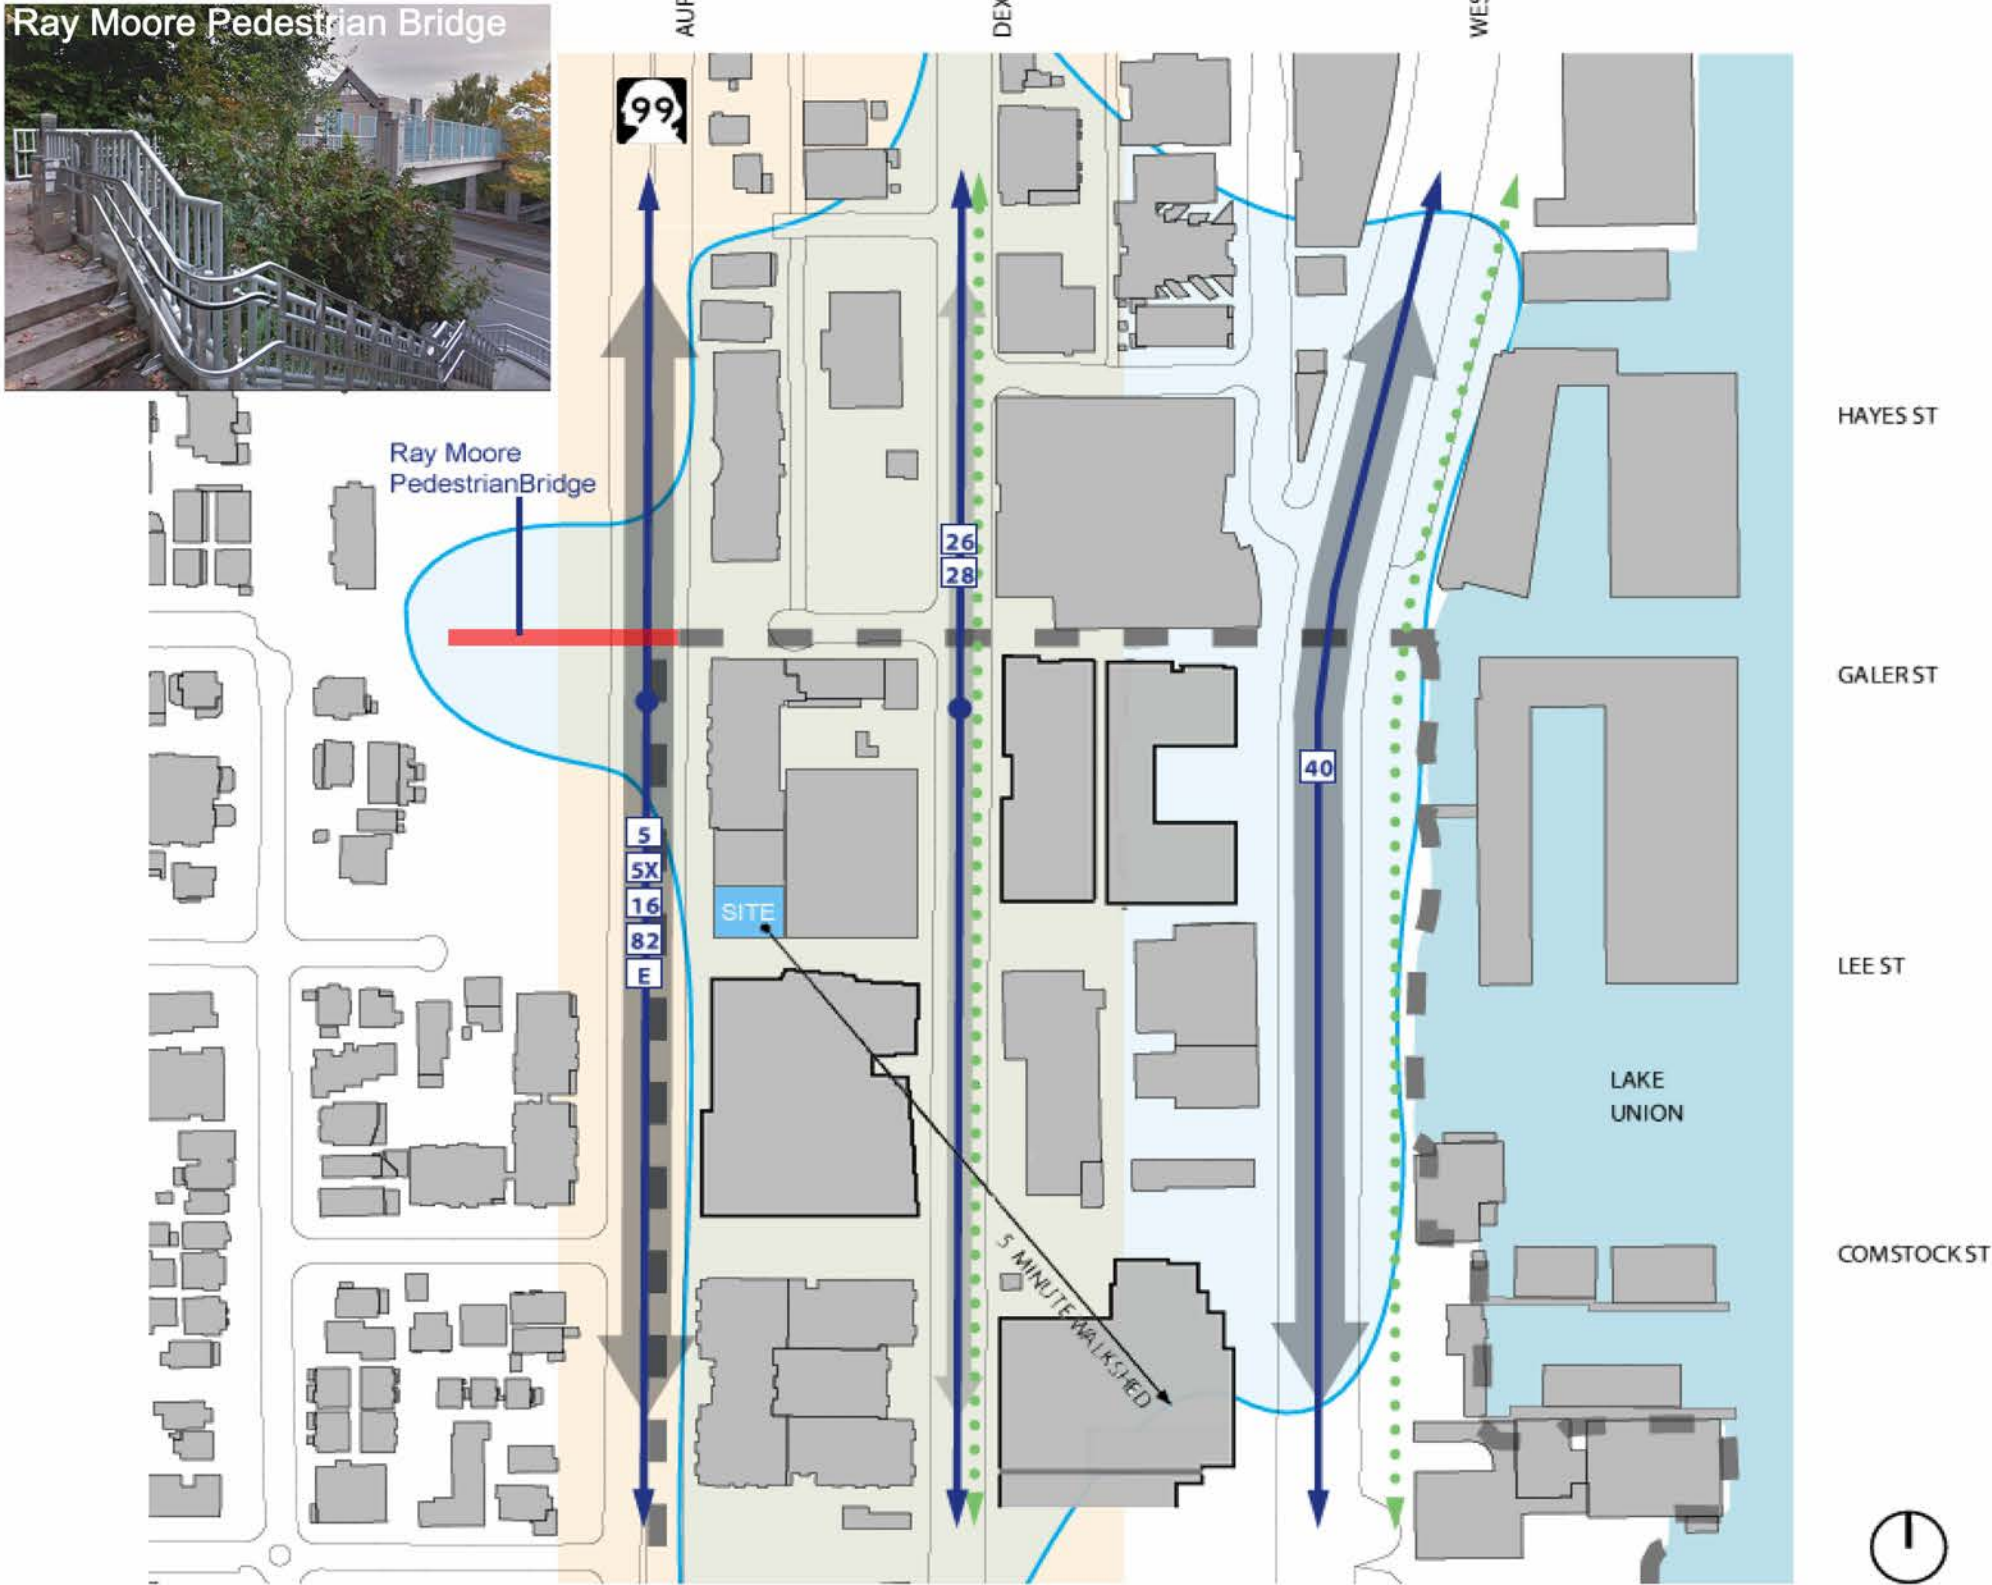 Ray Moore Pedestrian Bridge
AUR
DEX
WES
99
HAYES ST
Ray Moore
PedestrianBridge
26
28
GALER ST
40
5
5X
16
82
E
SITE
LEE ST
LAKE
UNION
5 MINUTE WALKSHED
COMSTOCK ST